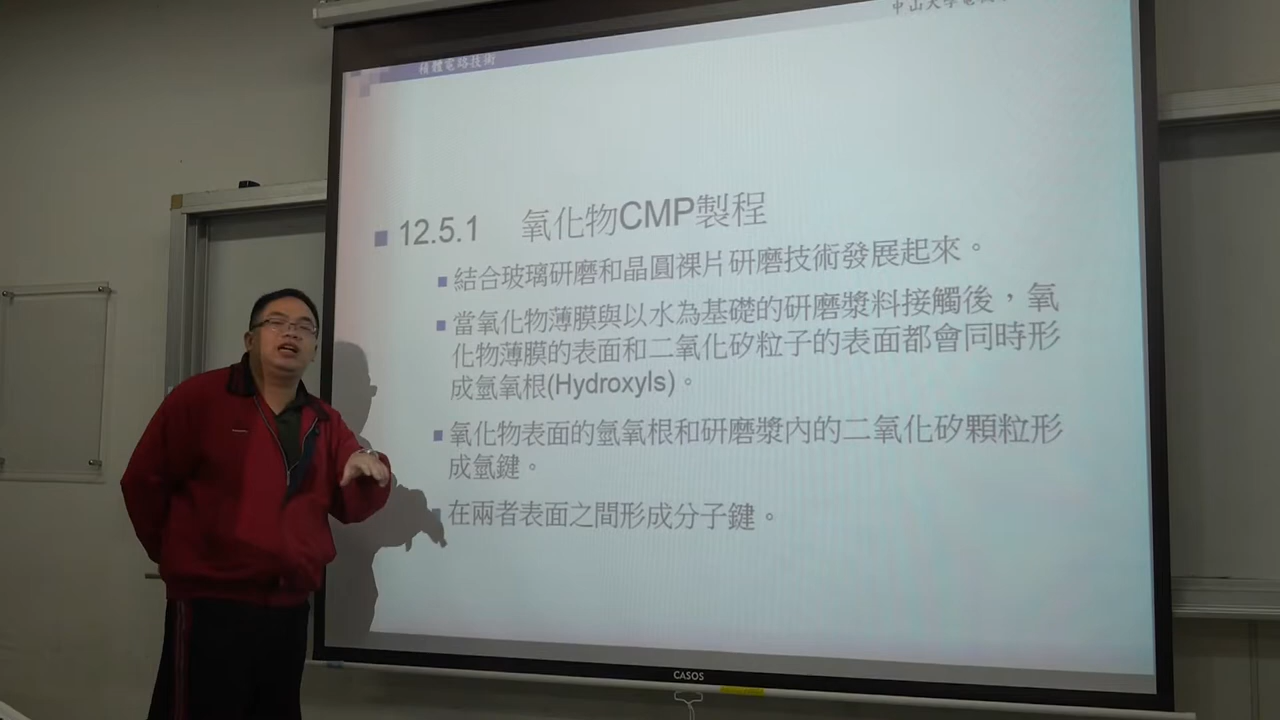 積體電路技術
中山大學電機
12.5.1 氧化物CMP製程
結合玻璃研磨和晶圓裸片研磨技術發展起來。
當氧化物薄膜與以水為基礎的研磨漿料接觸後，氧
化物薄膜的表面和二氧化矽粒子的表面都會同時形
成氫氧根(Hydroxyls)。
氧化物表面的氫氧根和研磨漿內的二氧化矽顆粒形
成氫鍵。
在兩者表面之間形成分子鍵。
CASOS